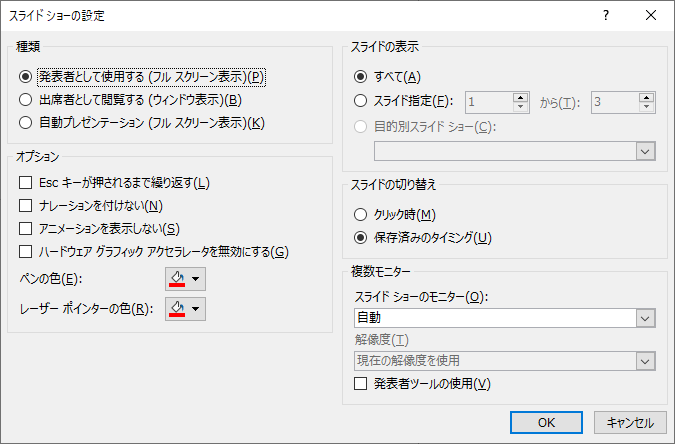 スライド ショーの設定
種類
発表者として使用する (フル スクリーン表示)(P)
出席者として閲覧する (ウィンドウ表示)(B)
自動プレゼンテーション (フル スクリーン表示)(K)
オプション
Esc キーが押されるまで繰り返す(L)
ナレーションを付けない(N)
アニメーションを表示しない(S)
ハードウェア グラフィック アクセラレータを無効にする(G)
ペンの色(E):
レーザー ポインターの色(R):
スライドの表示
すべて(A)
スライド指定(F): 1 から(T): 3
目的別スライド ショー(C):
スライドの切り替え
クリック時(M)
保存済みのタイミング(U)
複数モニター
スライド ショーのモニター(O):
自動
解像度(T)
現在の解像度を使用
発表者ツールの使用(V)
OK キャンセル